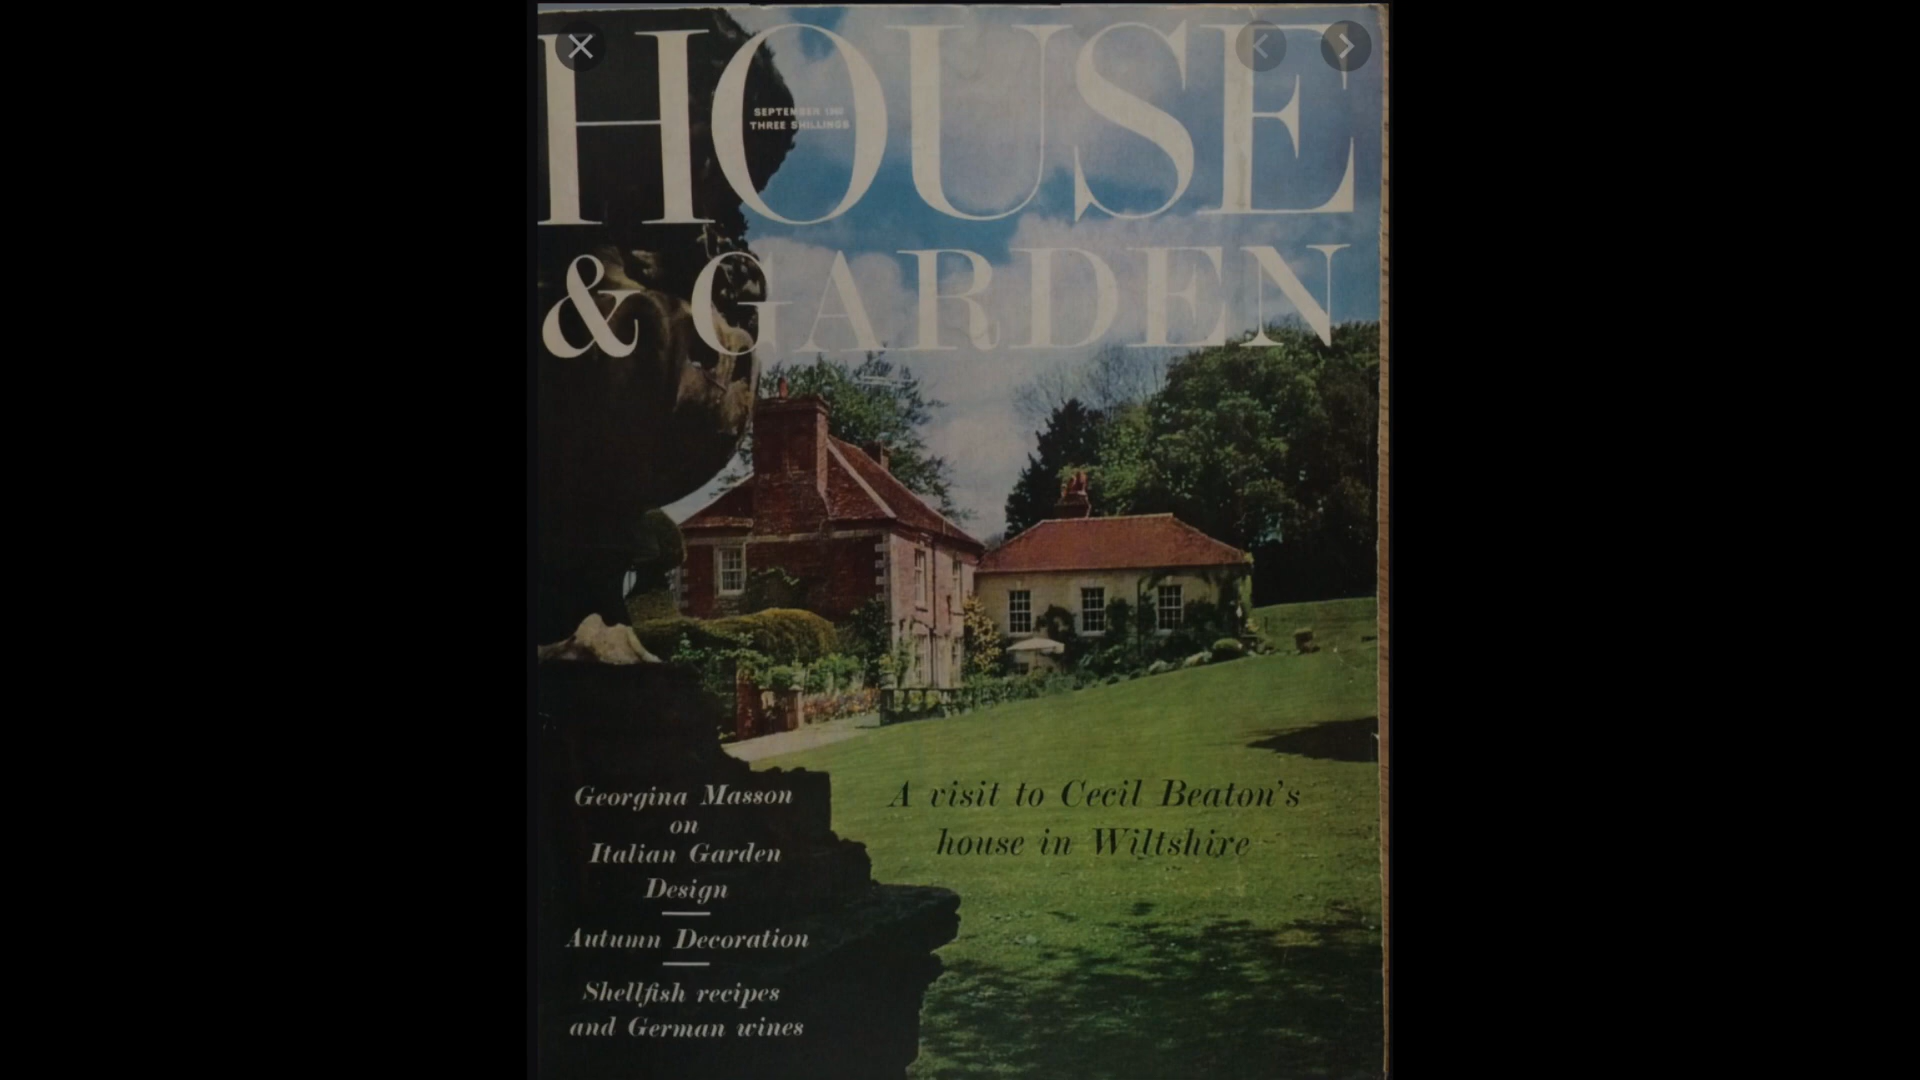 HOUSE
SEPTEMBER
THREE SHILLINGS
& GARDEN
A visit to Cecil Beaton's
house in Wiltshire
Georgina Masson
on
Italian Garden
Design
Autumn Decoration
Shellfish recipes
and German wines